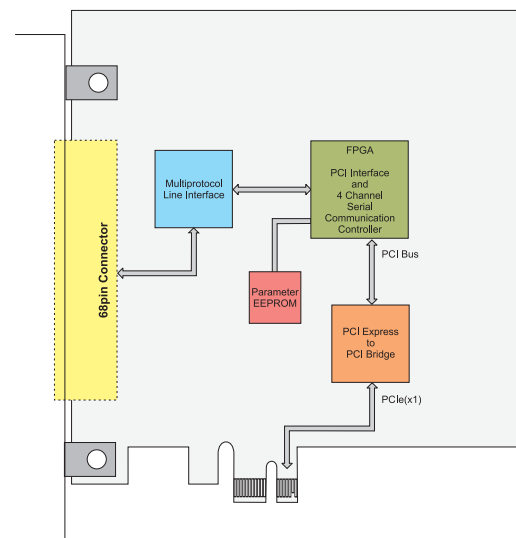 FPGA
PCI Interface
and
4 Channel
Serial
Communication
Controller
Multiprotocol
Line Interface
68pin Connector
PCI Bus
Parameter
EEPROM
PCI Express
to
PCI Bridge
PCIe(x1)